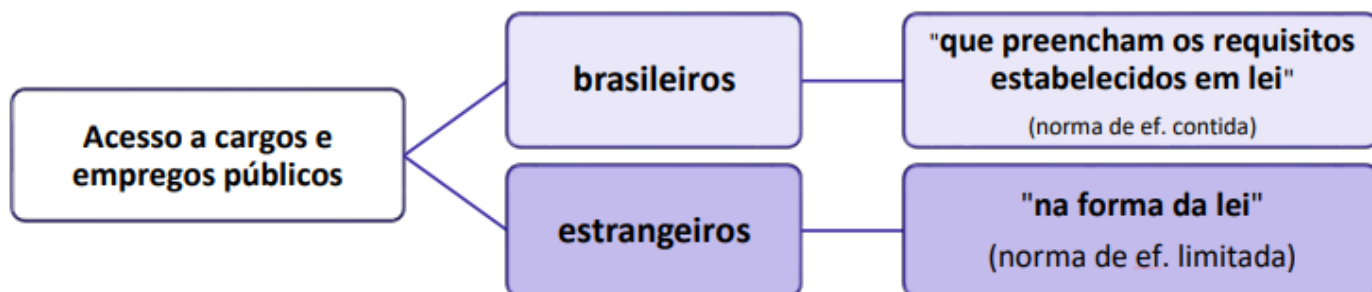 Acesso a cargos e
empregos públicos
brasileiros
"que preencham os requisitos
estabelecidos em lei"
(norma de ef. contida)
estrangeiros
"na forma da lei"
(norma de ef. limitada)